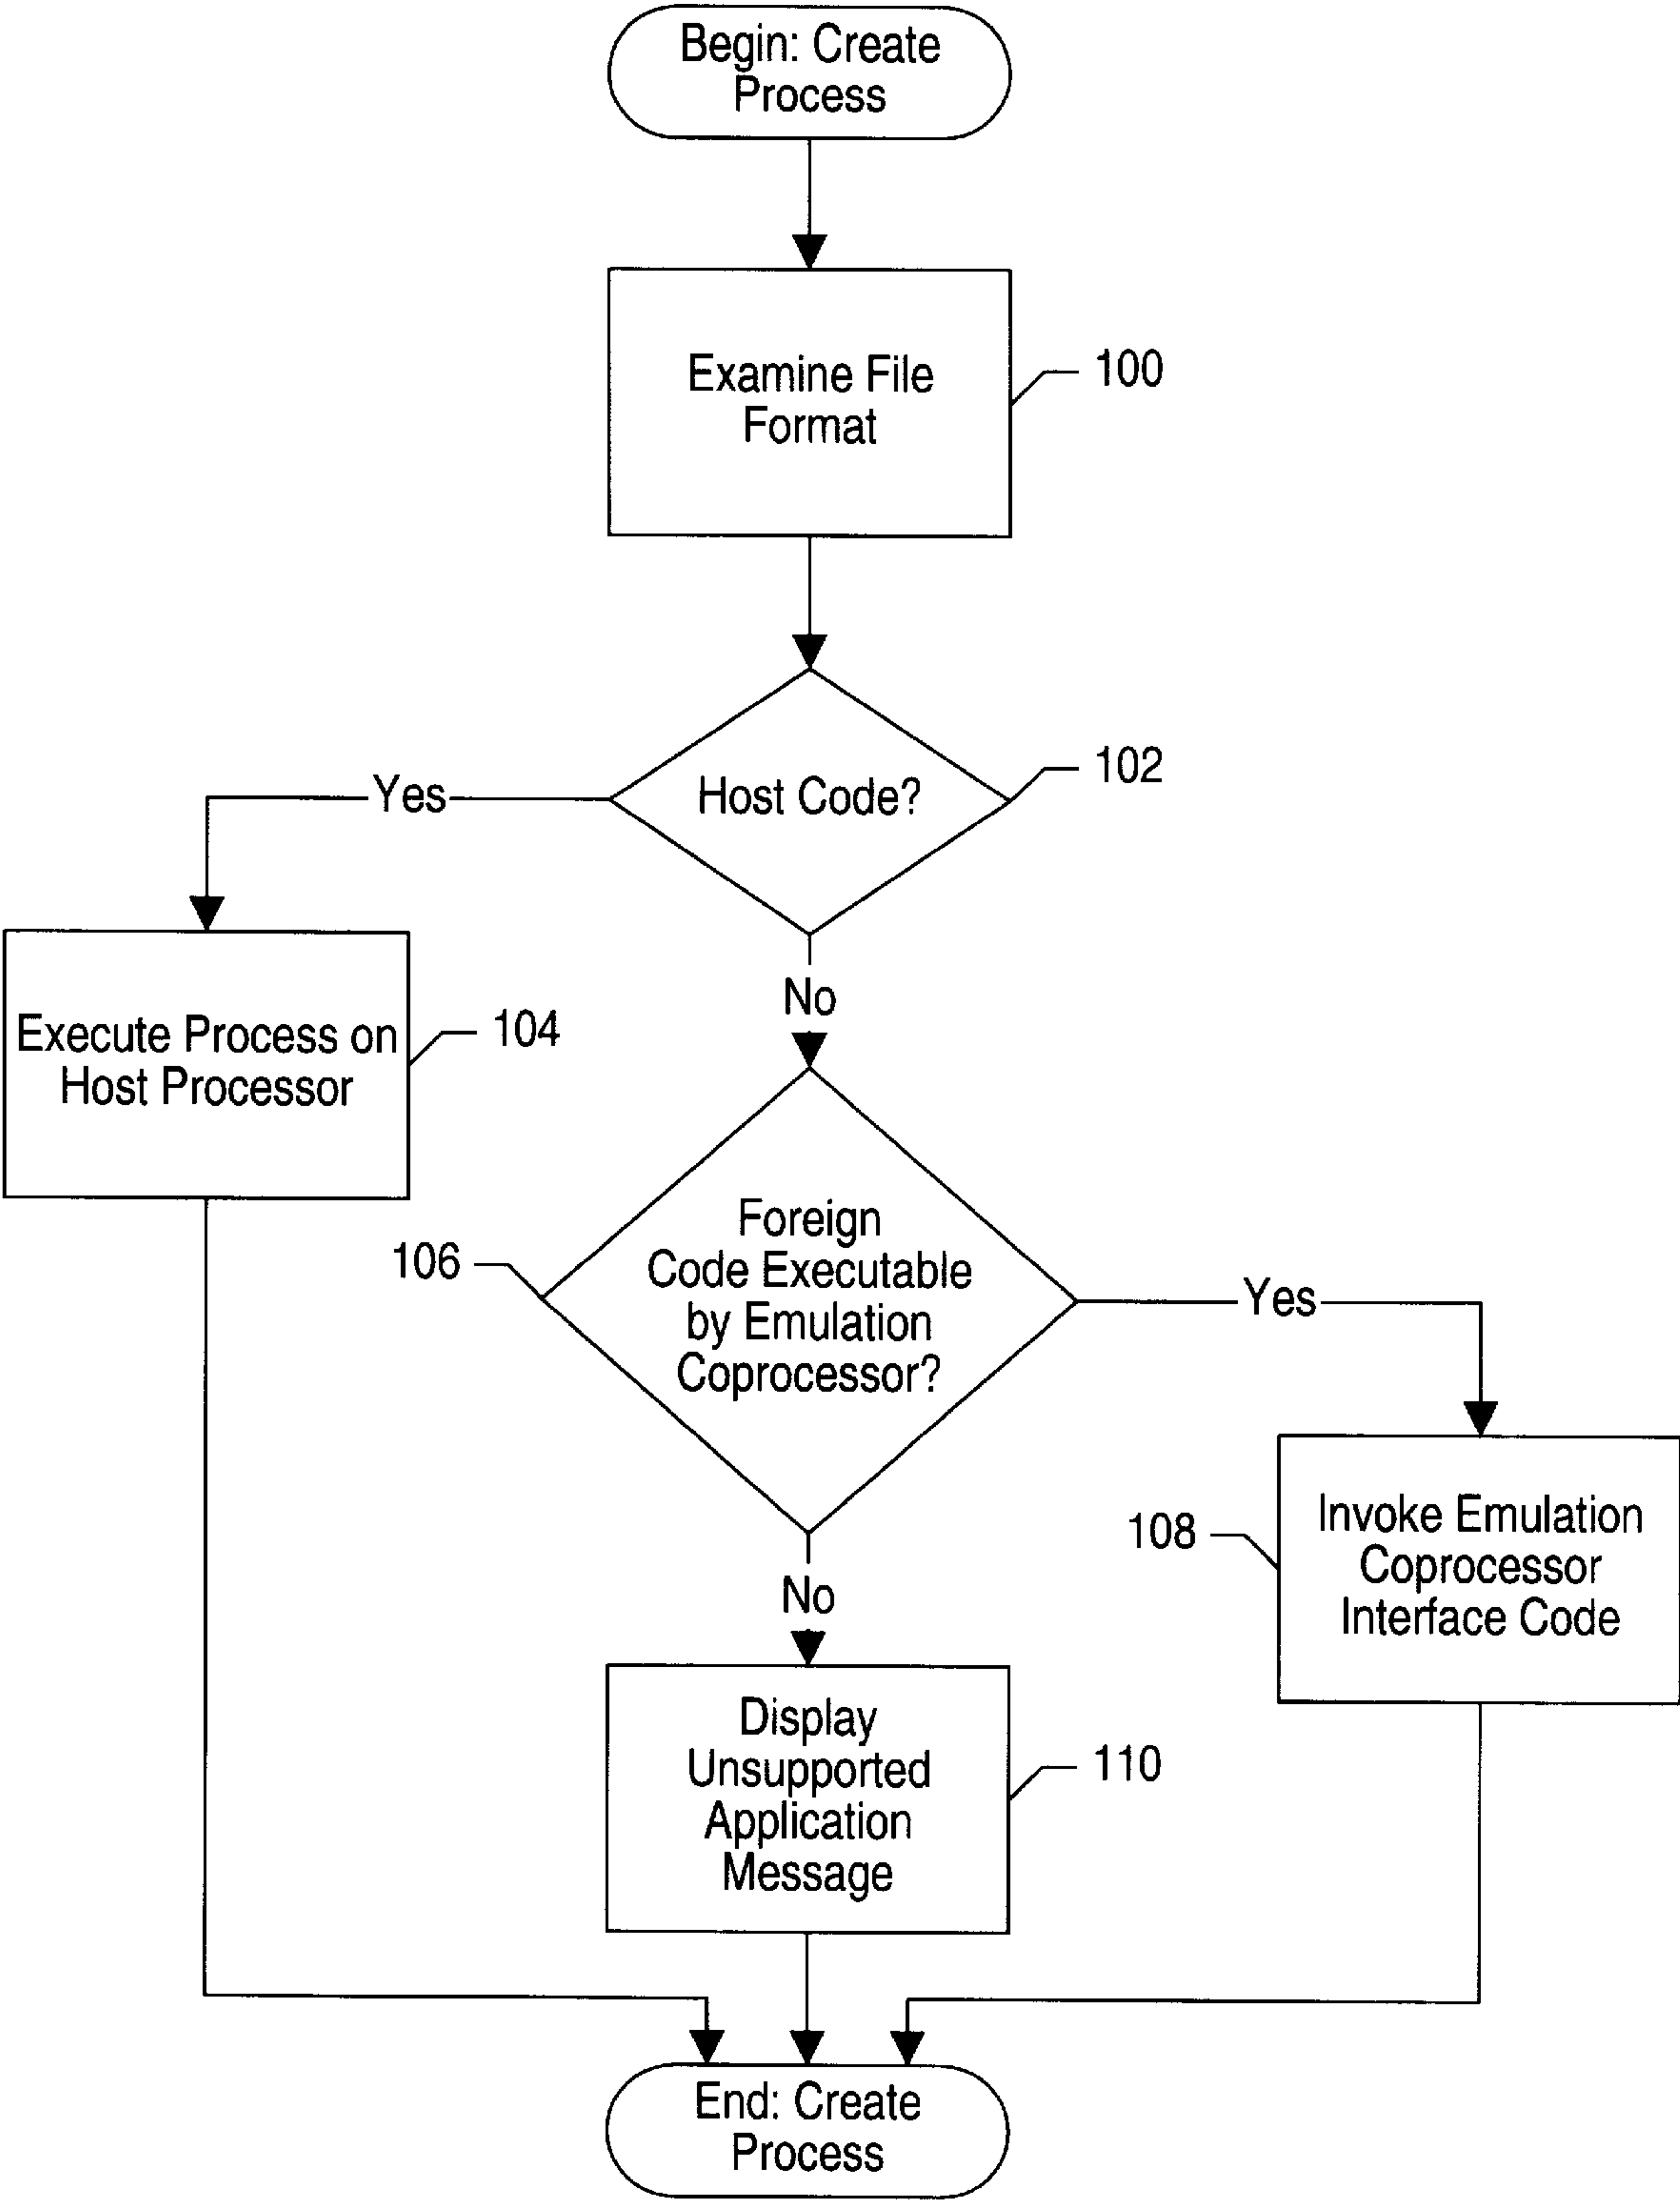 Begin: Create
Process
Examine File
Format
100
Host Code?
102
Yes
No
Execute Process on
Host Processor
104
Foreign
Code Executable
by Emulation
Coprocessor?
106
Yes
No
Invoke Emulation
Coprocessor
Interface Code
108
Display
Unsupported
Application
Message
110
End: Create
Process